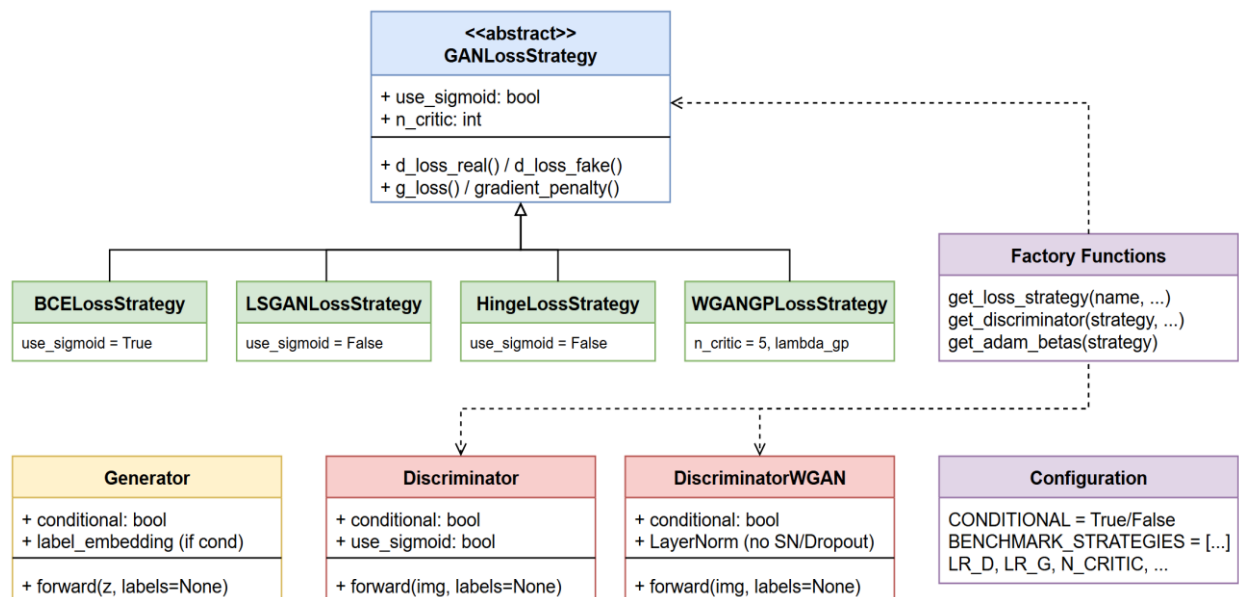 <<abstract>>
GANLossStrategy
+ use_sigmoid: bool
+ n_critic: int
+ d_loss_real() / d_loss_fake()
+ g_loss() / gradient_penalty()
Factory Functions
get_loss_strategy(name, ...)
get_discriminator(strategy, ...)
get_adam_betas(strategy)
BCELossStrategy
use_sigmoid = True
LSGANLossStrategy
use_sigmoid = False
HingeLossStrategy
use_sigmoid = False
WGANGPLossStrategy
n_critic = 5, lambda_gp
Generator
+ conditional: bool
+ label_embedding (if cond)
+ forward(z, labels=None)
Discriminator
+ conditional: bool
+ use_sigmoid: bool
+ forward(img, labels=None)
DiscriminatorWGAN
+ conditional: bool
+ LayerNorm (no SN/Dropout)
+ forward(img, labels=None)
Configuration
CONDITIONAL = True/False
BENCHMARK_STRATEGIES = [...]
LR_D, LR_G, N_CRITIC, ...